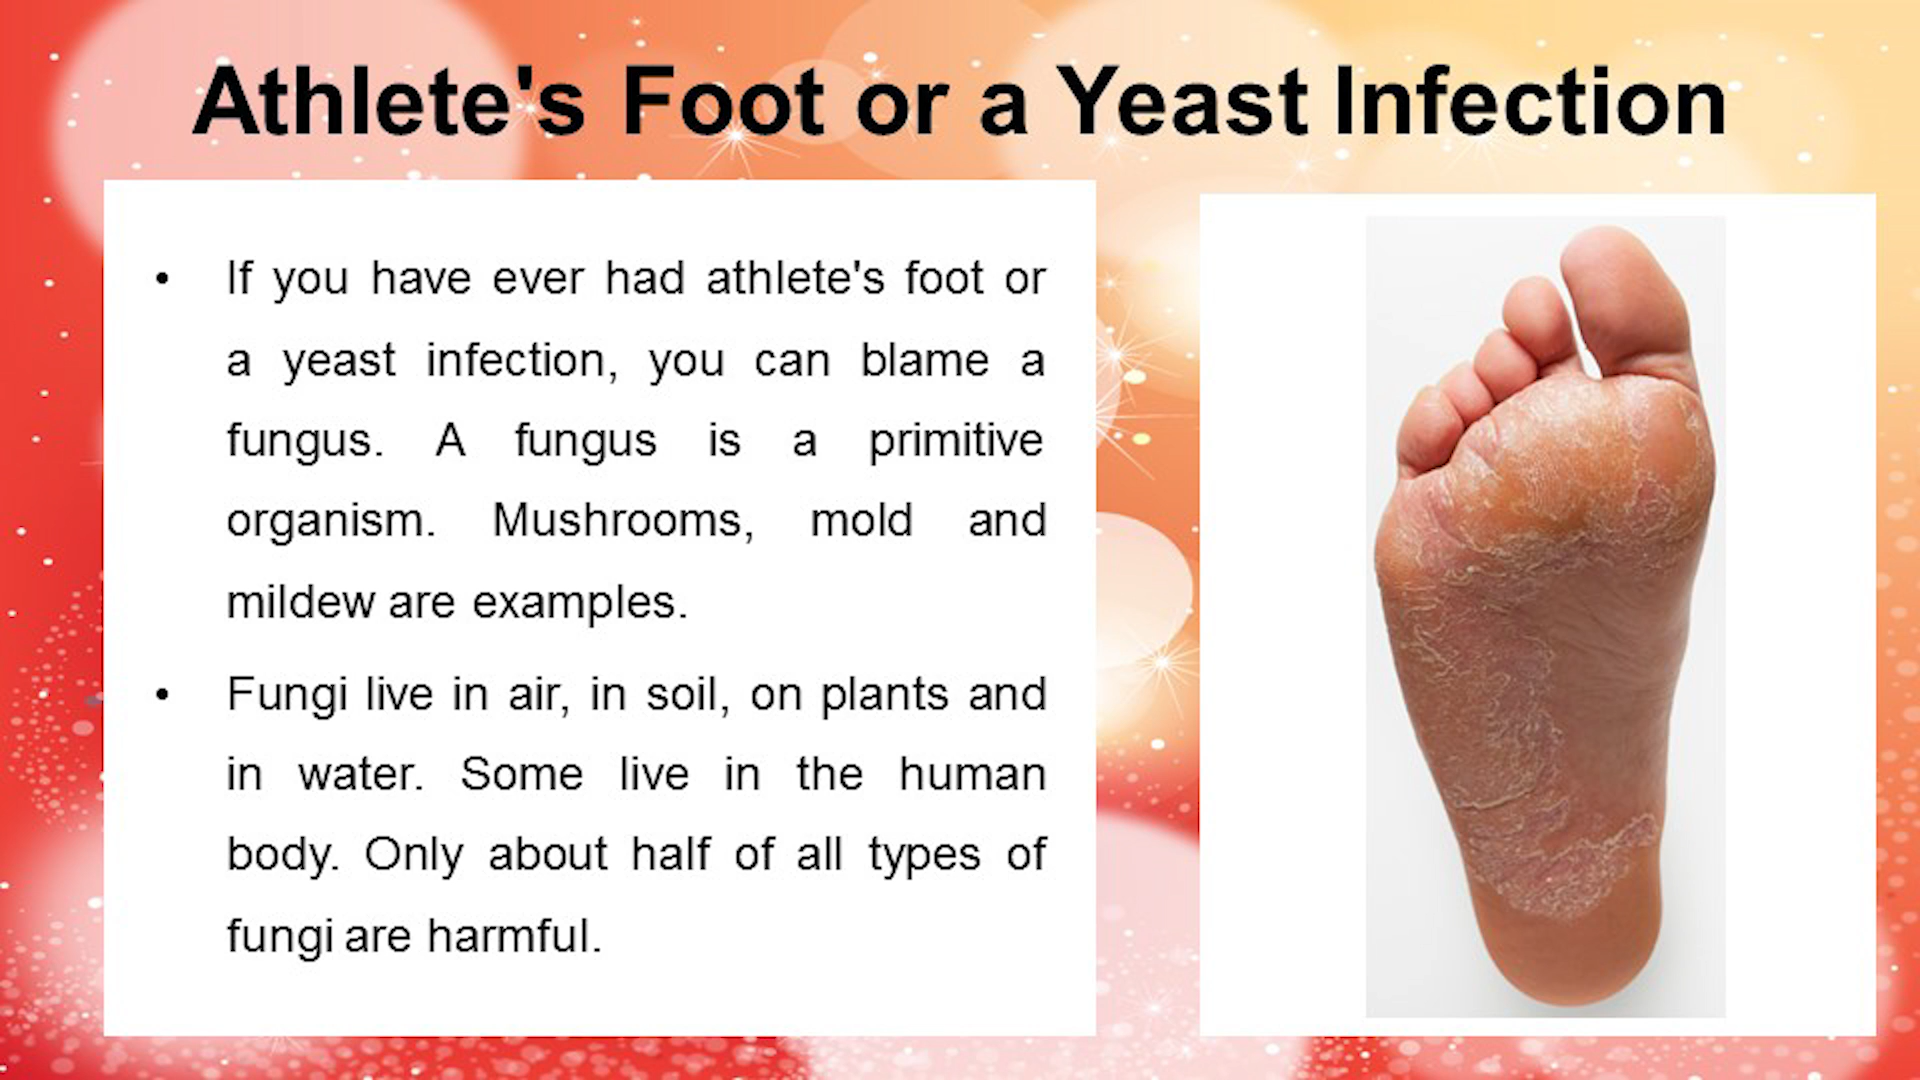 Athlete's Foot or a Yeast Infection
• If you have ever had athlete's foot or
a yeast infection, you can blame a
fungus. A fungus is a primitive
organism. Mushrooms, mold and
mildew are examples.
• Fungi live in air, in soil, on plants and
in water. Some live in the human
body. Only about half of all types of
fungi are harmful.